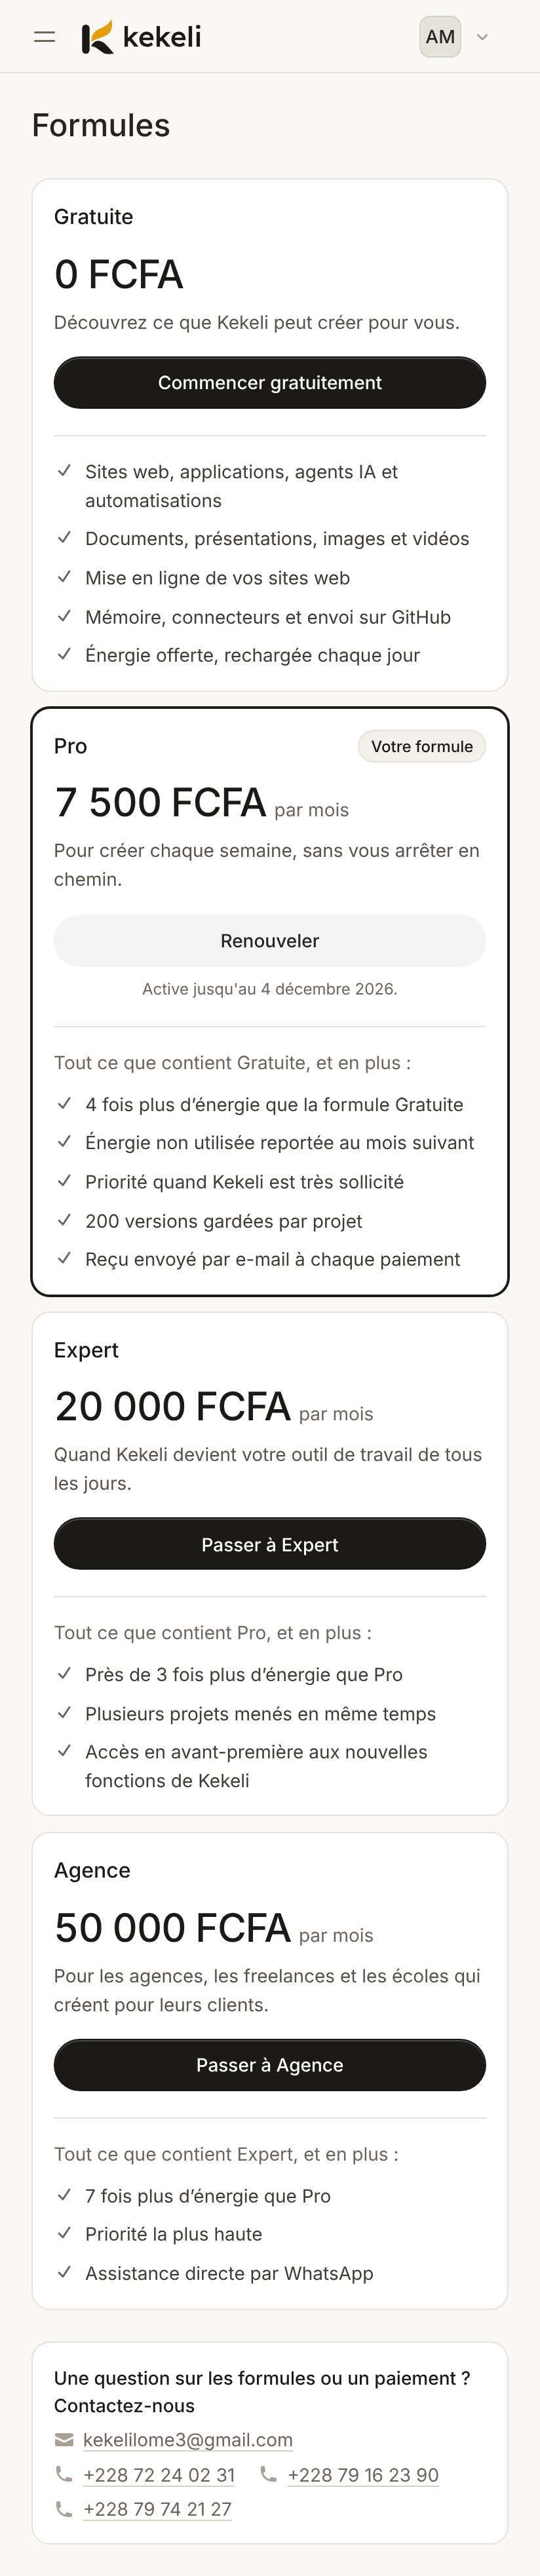 kekeli
AM
Formules
Gratuite
0 FCFA
Découvrez ce que Kekeli peut créer pour vous.
Commencer gratuitement
Sites web, applications, agents IA et
automatisations
Documents, présentations, images et vidéos
Mise en ligne de vos sites web
Mémoire, connecteurs et envoi sur GitHub
Énergie offerte, rechargée chaque jour
Pro
Votre formule
7 500 FCFA par mois
Pour créer chaque semaine, sans vous arrêter en
chemin.
Renouveler
Active jusqu'au 4 décembre 2026.
Tout ce que contient Gratuite, et en plus :
4 fois plus d’énergie que la formule Gratuite
Énergie non utilisée reportée au mois suivant
Priorité quand Kekeli est très sollicité
200 versions gardées par projet
Reçu envoyé par e-mail à chaque paiement
Expert
20 000 FCFA par mois
Quand Kekeli devient votre outil de travail de tous
les jours.
Passer à Expert
Tout ce que contient Pro, et en plus :
Près de 3 fois plus d’énergie que Pro
Plusieurs projets menés en même temps
Accès en avant-première aux nouvelles
fonctions de Kekeli
Agence
50 000 FCFA par mois
Pour les agences, les freelances et les écoles qui
créent pour leurs clients.
Passer à Agence
Tout ce que contient Expert, et en plus :
7 fois plus d’énergie que Pro
Priorité la plus haute
Assistance directe par WhatsApp
Une question sur les formules ou un paiement ?
Contactez-nous
kekelilome3@gmail.com
+228 72 24 02 31 +228 79 16 23 90
+228 79 74 21 27